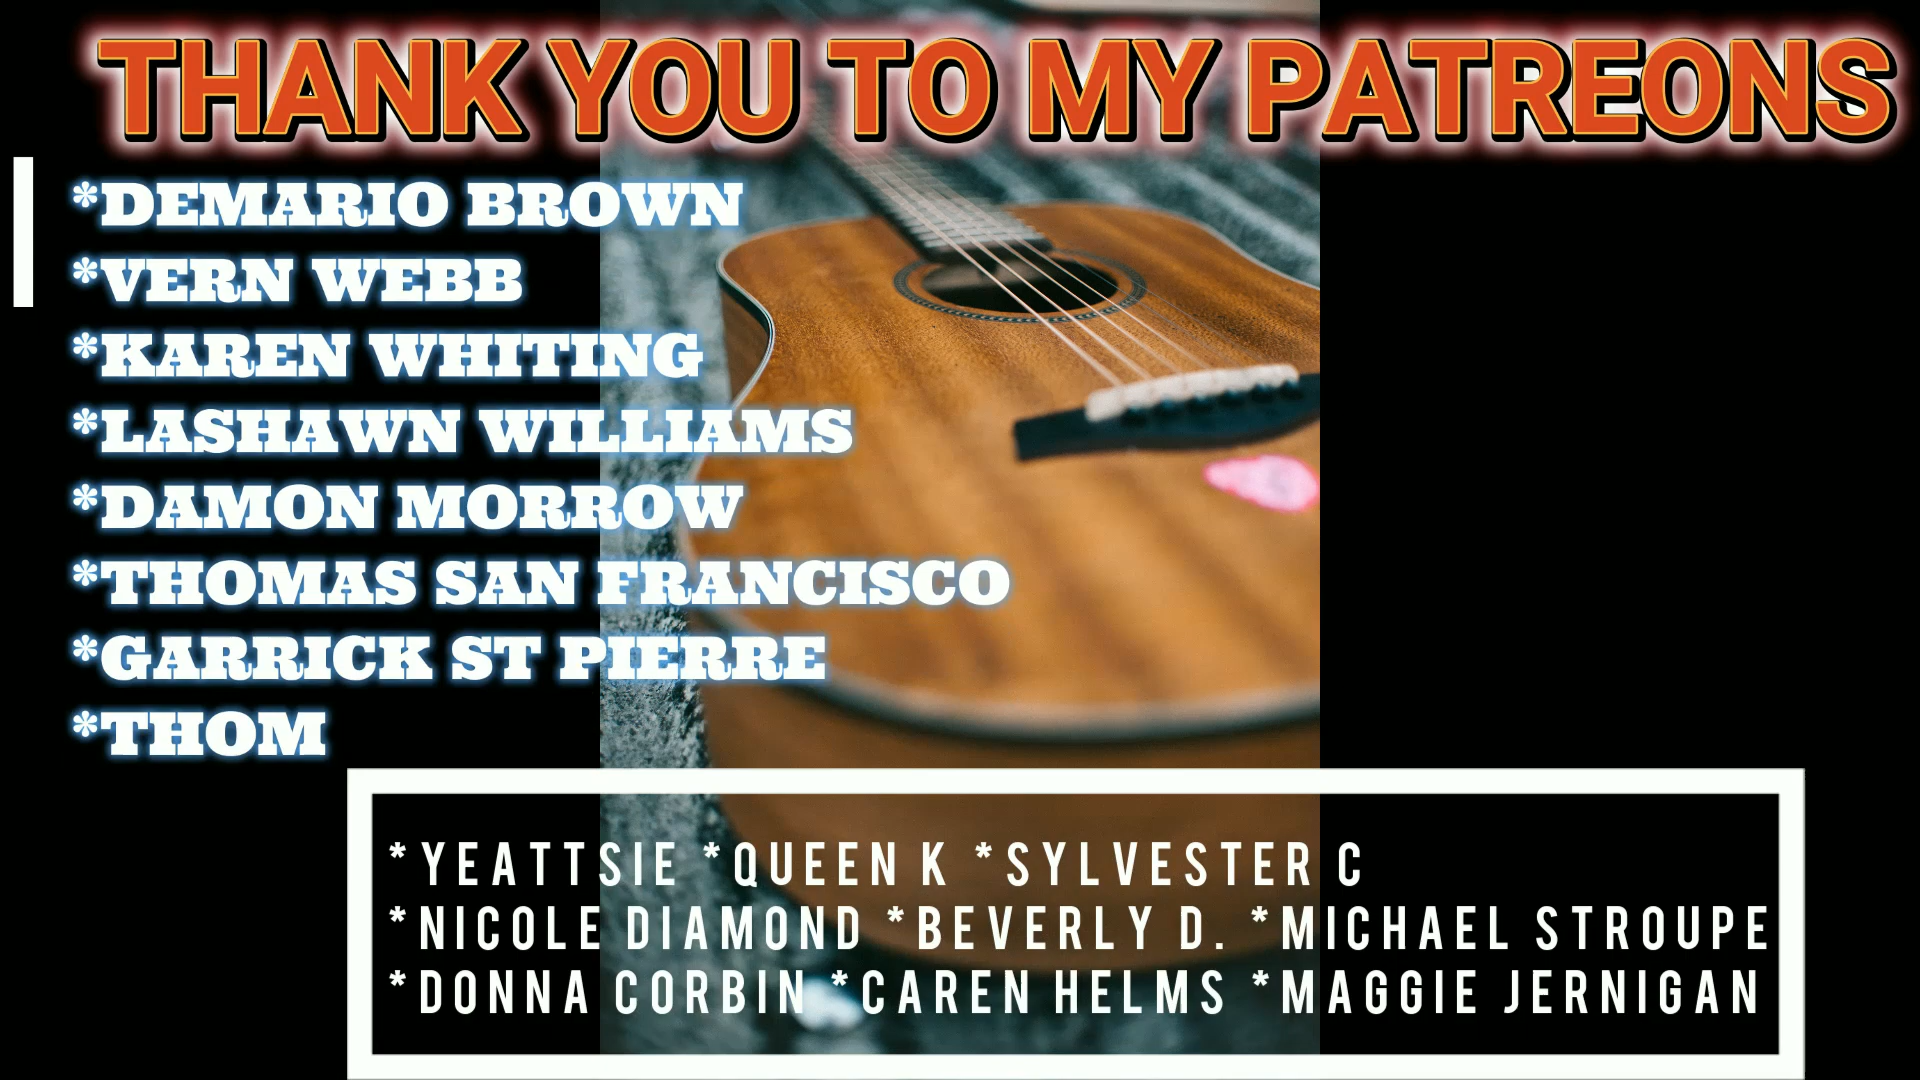 THANK YOU TO MY PATREONS
*DEMARIO BROWN
*VERN WEBB
*KAREN WHITING
*LASHAWN WILLIAMS
*DAMON MORROW
*THOMAS SAN FRANCISCO
*GARRICK ST PIERRE
*THOM
*YEATTSIE *QUEEN K *SYLVESTER C
*NICOLE DIAMOND *BEVERLY D. *MICHAEL STROUPE
*DONNA CORBIN *CAREN HELMS *MAGGIE JERNIGAN